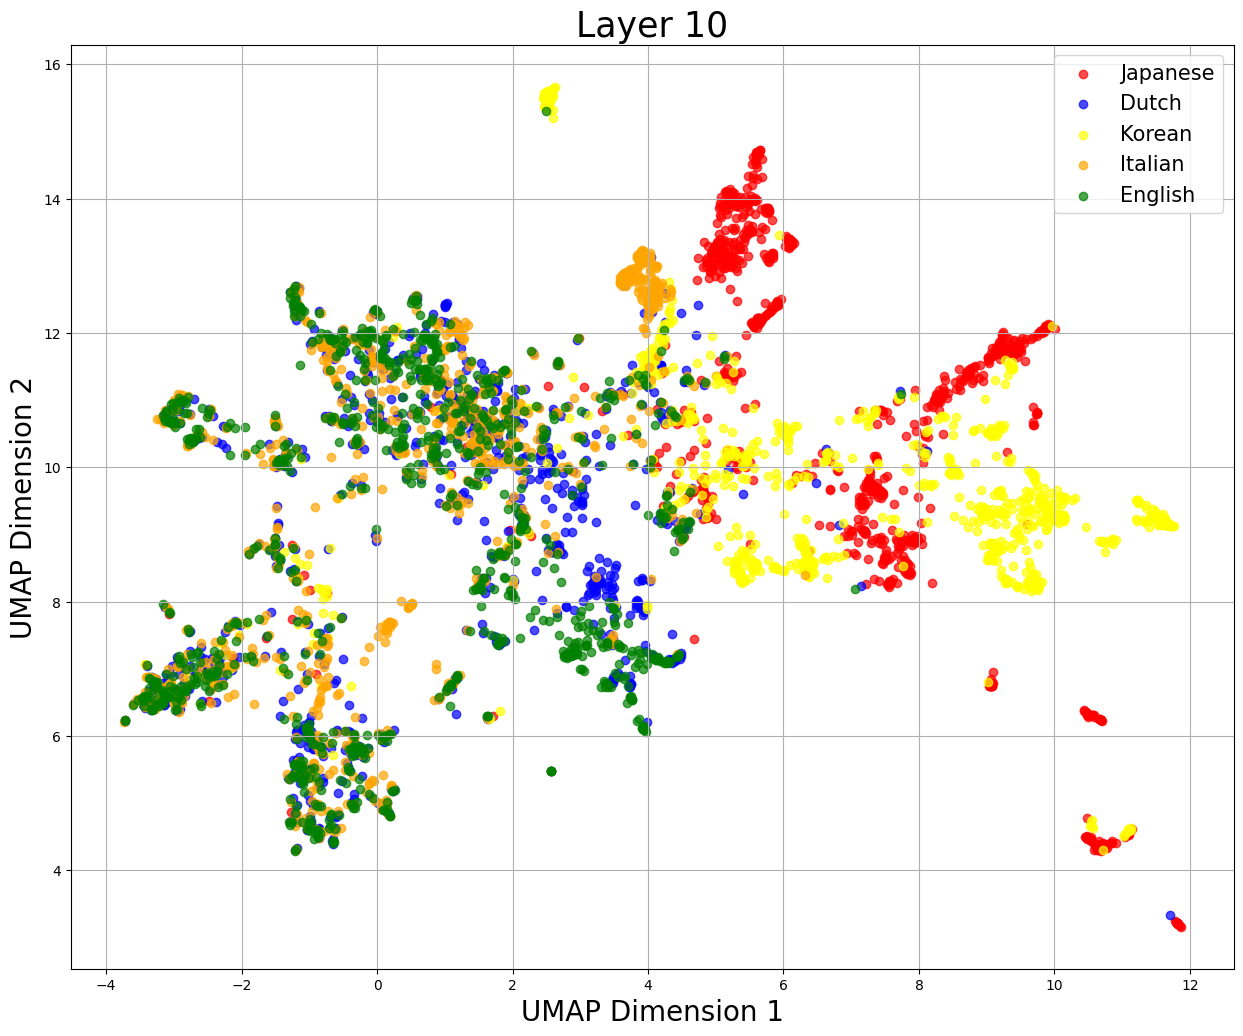 Layer 10
Japanese
Dutch
Korean
Italian
English
16
14
12
10
8
6
4
−4
−2
0
2
4
6
8
10
12
UMAP Dimension 2
UMAP Dimension 1